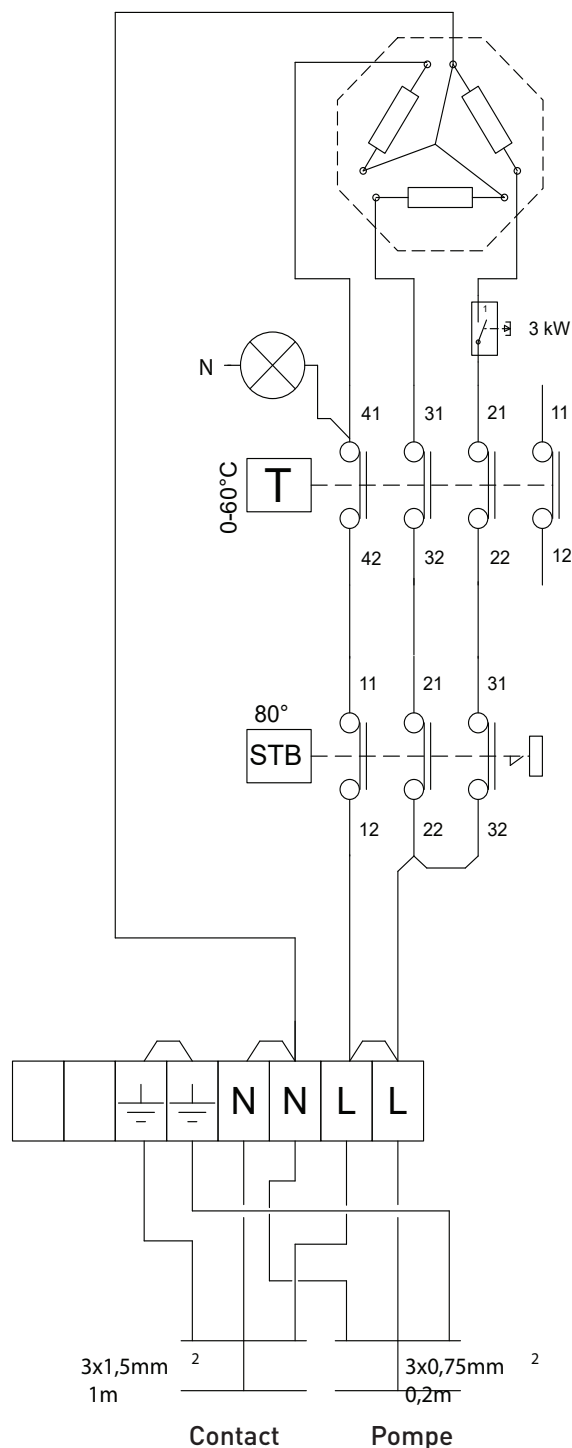 1
3 kW
N
41 31 21 11
0-60°C
T
42 32 22 12
11 21 31
80°
STB
12 22 32
N N L L
3x1,5mm 2 3x0,75mm 2
1m 0,2m
Contact Pompe